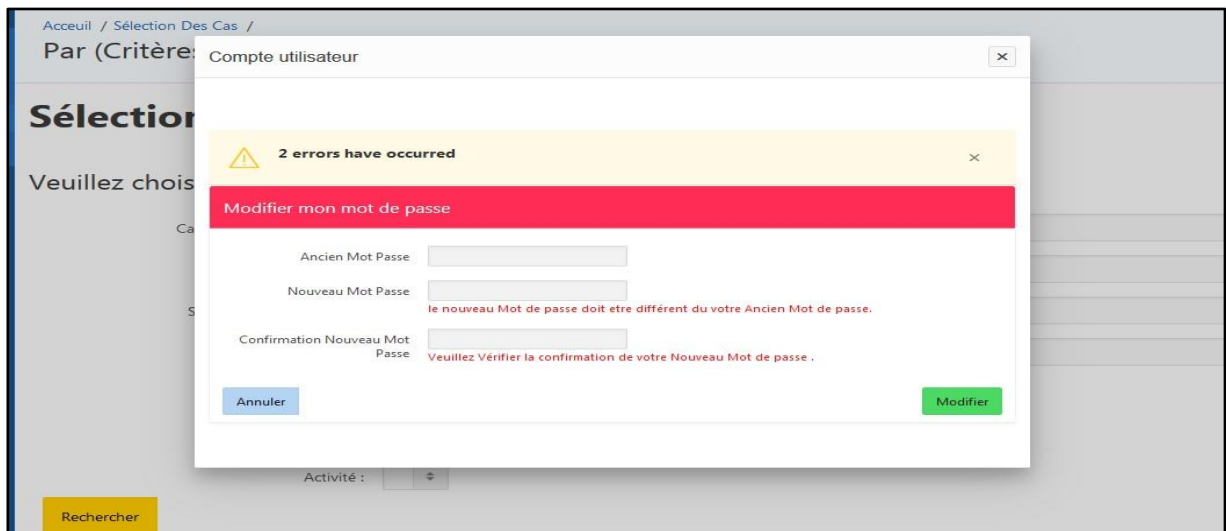 Acceuil / Sélection Des Cas /
Par (Critère
Compte utilisateur
Sélection
2 errors have occurred
Veuillez chois
Modifier mon mot de passe
Ca
Ancien Mot Passe
Nouveau Mot Passe
le nouveau Mot de passe doit etre différent du votre Ancien Mot de passe.
S
Confirmation Nouveau Mot
Passe
Veuillez Vérifier la confirmation de votre Nouveau Mot de passe .
Annuler
Modifier
Activité :
Rechercher